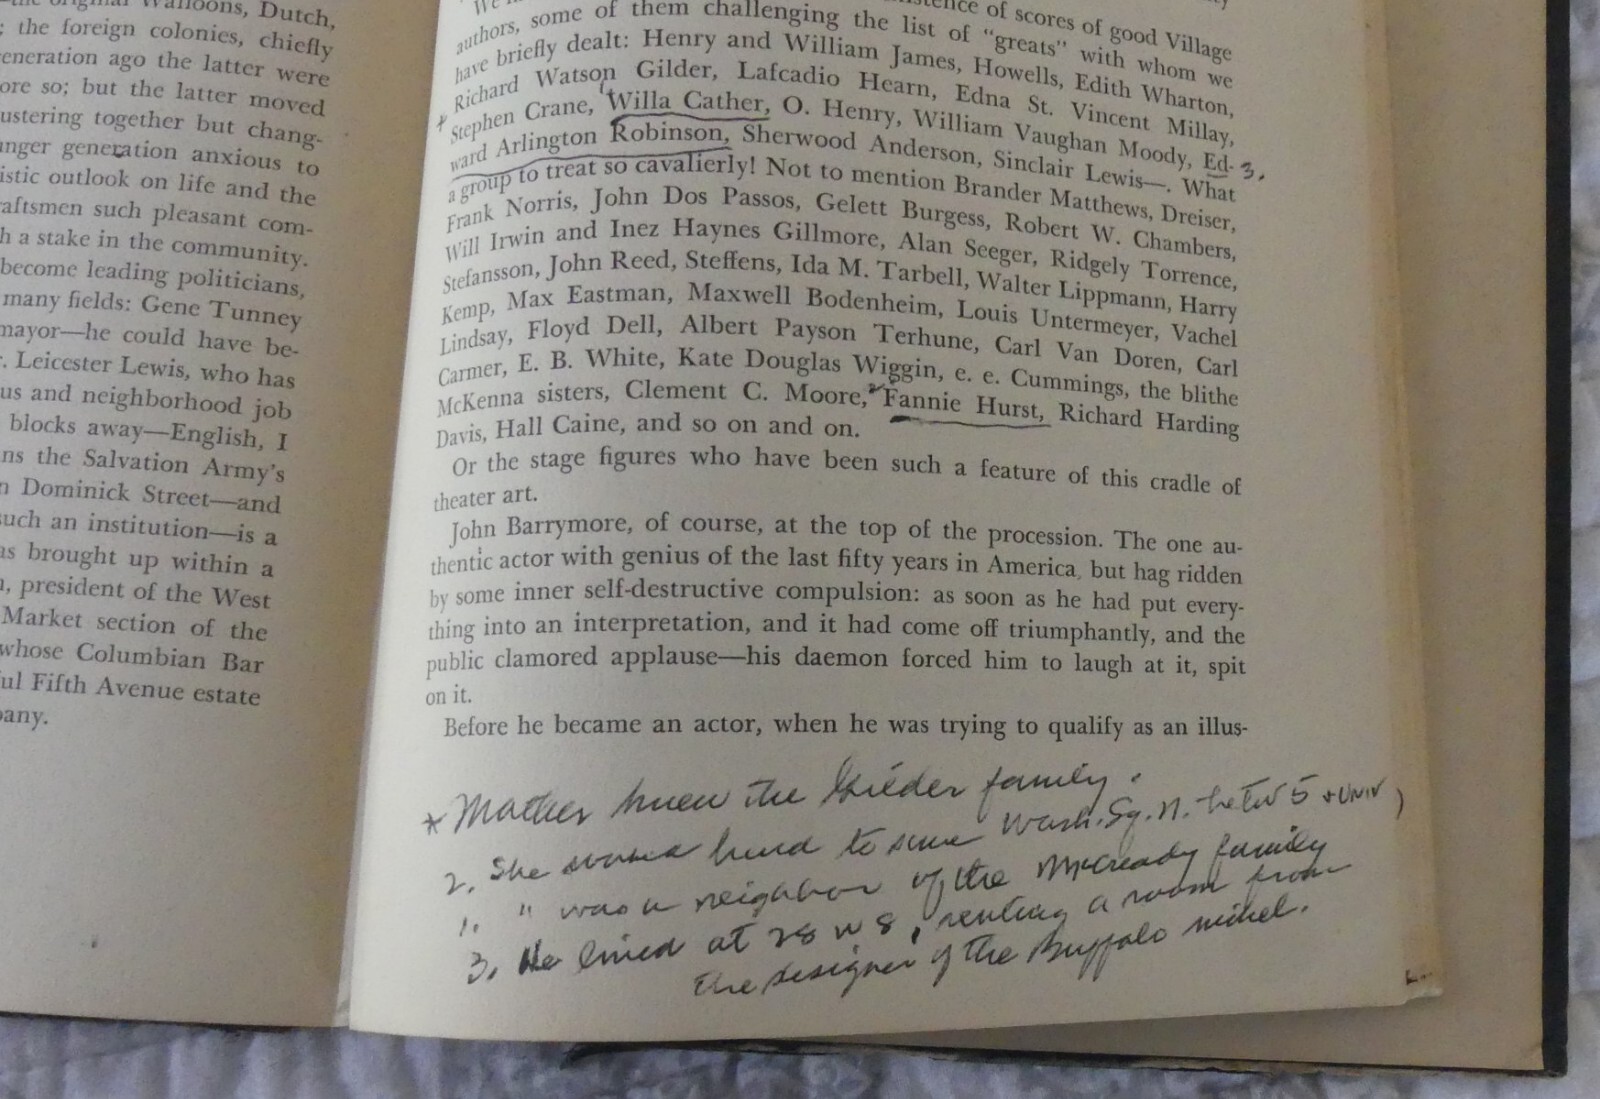 the original Walloons, Dutch,
; the foreign colonies, chiefly
eneration ago the latter were
ore so; but the latter moved
ustering together but chang-
nger generation anxious to
istic outlook on life and the
aftsmen such pleasant com-
h a stake in the community.
become leading politicians,
many fields: Gene Tunney
mayor—he could have be-
. Leicester Lewis, who has
us and neighborhood job
blocks away—English, I
ns the Salvation Army's
n Dominick Street—and
such an institution—is a
as brought up within a
, president of the West
Market section of the
whose Columbian Bar
ul Fifth Avenue estate
pany.
of scores of good Village
authors, some of them challenging the list of "greats" with whom we
have briefly dealt: Henry and William James, Howells, Edith Wharton,
* Richard Watson Gilder, Lafcadio Hearn, Edna St. Vincent Millay,
Stephen Crane, 1. Willa Cather, O. Henry, William Vaughan Moody, Ed- 3.
ward Arlington Robinson, Sherwood Anderson, Sinclair Lewis—. What
a group to treat so cavalierly! Not to mention Brander Matthews, Dreiser,
Frank Norris, John Dos Passos, Gelett Burgess, Robert W. Chambers,
Will Irwin and Inez Haynes Gillmore, Alan Seeger, Ridgely Torrence,
Stefansson, John Reed, Steffens, Ida M. Tarbell, Walter Lippmann, Harry
Kemp, Max Eastman, Maxwell Bodenheim, Louis Untermeyer, Vachel
Lindsay, Floyd Dell, Albert Payson Terhune, Carl Van Doren, Carl
Carmer, E. B. White, Kate Douglas Wiggin, e. e. Cummings, the blithe
McKenna sisters, Clement C. Moore, 2 Fannie Hurst, Richard Harding
Davis, Hall Caine, and so on and on.
Or the stage figures who have been such a feature of this cradle of
theater art.
John Barrymore, of course, at the top of the procession. The one au-
thentic actor with genius of the last fifty years in America, but hag ridden
by some inner self-destructive compulsion: as soon as he had put every-
thing into an interpretation, and it had come off triumphantly, and the
public clamored applause—his daemon forced him to laugh at it, spit
on it.
Before he became an actor, when he was trying to qualify as an illus-
* Mother knew the Gilder family.
2. She worked hard to save Wash. Sq. N. betw 5 + UNIV)
1. " was a neighbor of the McCready family
3. He lived at 28 W 8, renting a room from
the designer of the Buffalo nickel.